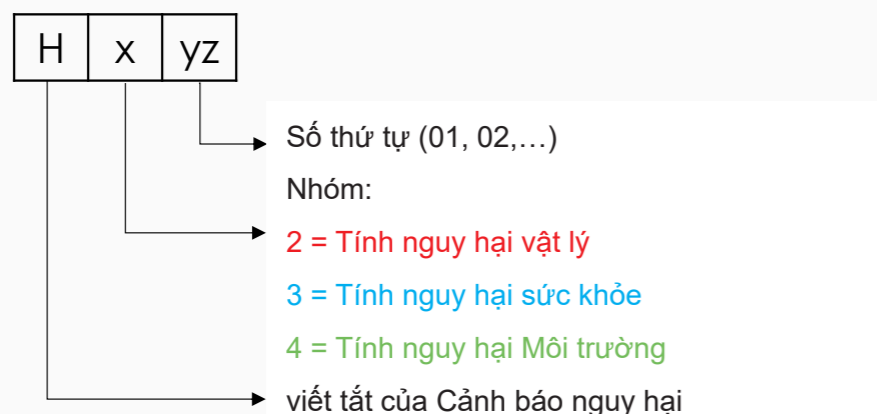 H x yz
Số thứ tự (01, 02,…)
Nhóm:
2 = Tính nguy hại vật lý
3 = Tính nguy hại sức khỏe
4 = Tính nguy hại Môi trường
viết tắt của Cảnh báo nguy hại